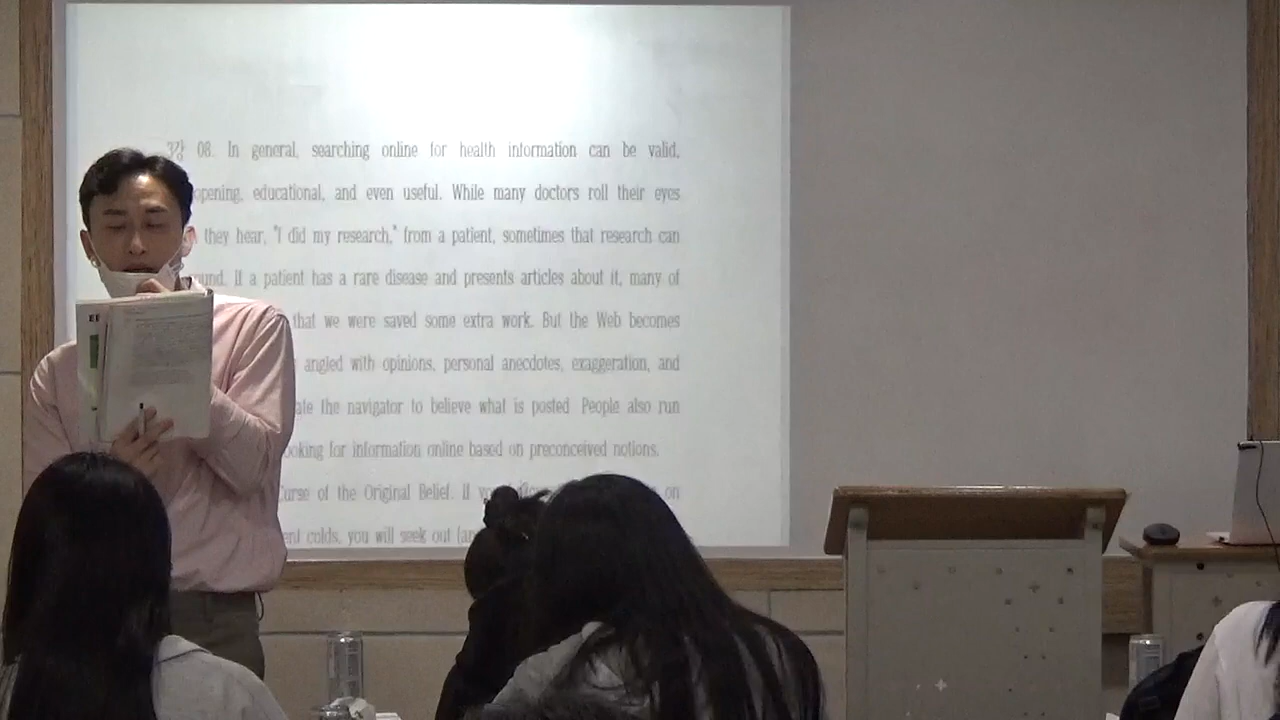 강 08. In general, searching online for health information can be valid,
opening, educational, and even useful. While many doctors roll their eyes
they hear, "I did my research," from a patient, sometimes that research can
ound. If a patient has a rare disease and presents articles about it, many of
that we were saved some extra work. But the Web becomes
angled with opinions, personal anecdotes, exaggeration, and
ate the navigator to believe what is posted. People also run
ooking for information online based on preconceived notions.
Curse of the Original Belief. If on
ent colds, you will seek out